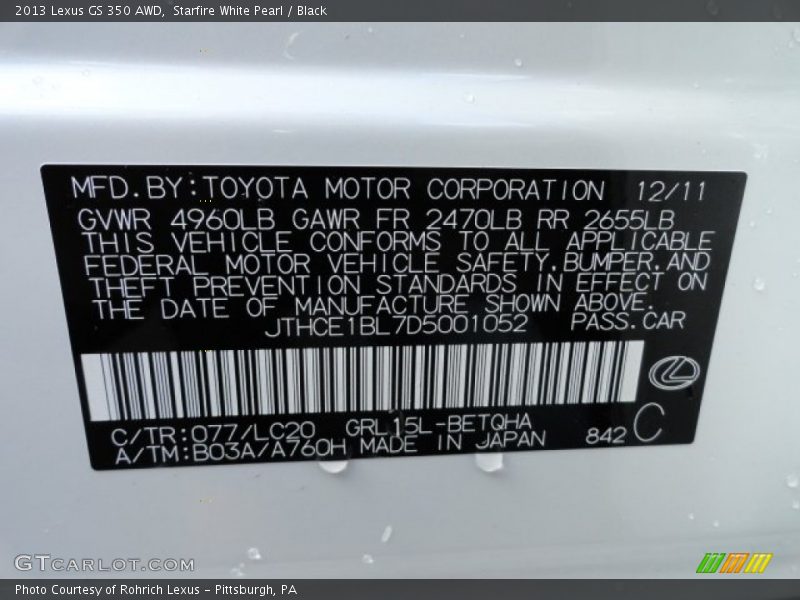 2013 Lexus GS 350 AWD,  Starfire White Pearl / Black
MFD.BY:TOYOTA MOTOR CORPORATION 12/11
GVWR 4960LB GAWR FR 2470LB RR 2655LB
THIS VEHICLE CONFORMS TO ALL APPLICABLE
FEDERAL MOTOR VEHICLE SAFETY,BUMPER,AND
THEFT PREVENTION STANDARDS IN EFFECT ON
THE DATE OF MANUFACTURE SHOWN ABOVE.
JTHCE1BL7D5001052 PASS.CAR
C/TR:077/LC20 GRL15L-BETQHA
A/TM:B03A/A760H MADE IN JAPAN 842 C
GTCARLOT.COM
Photo Courtesy of Rohrich Lexus – Pittsburgh, PA